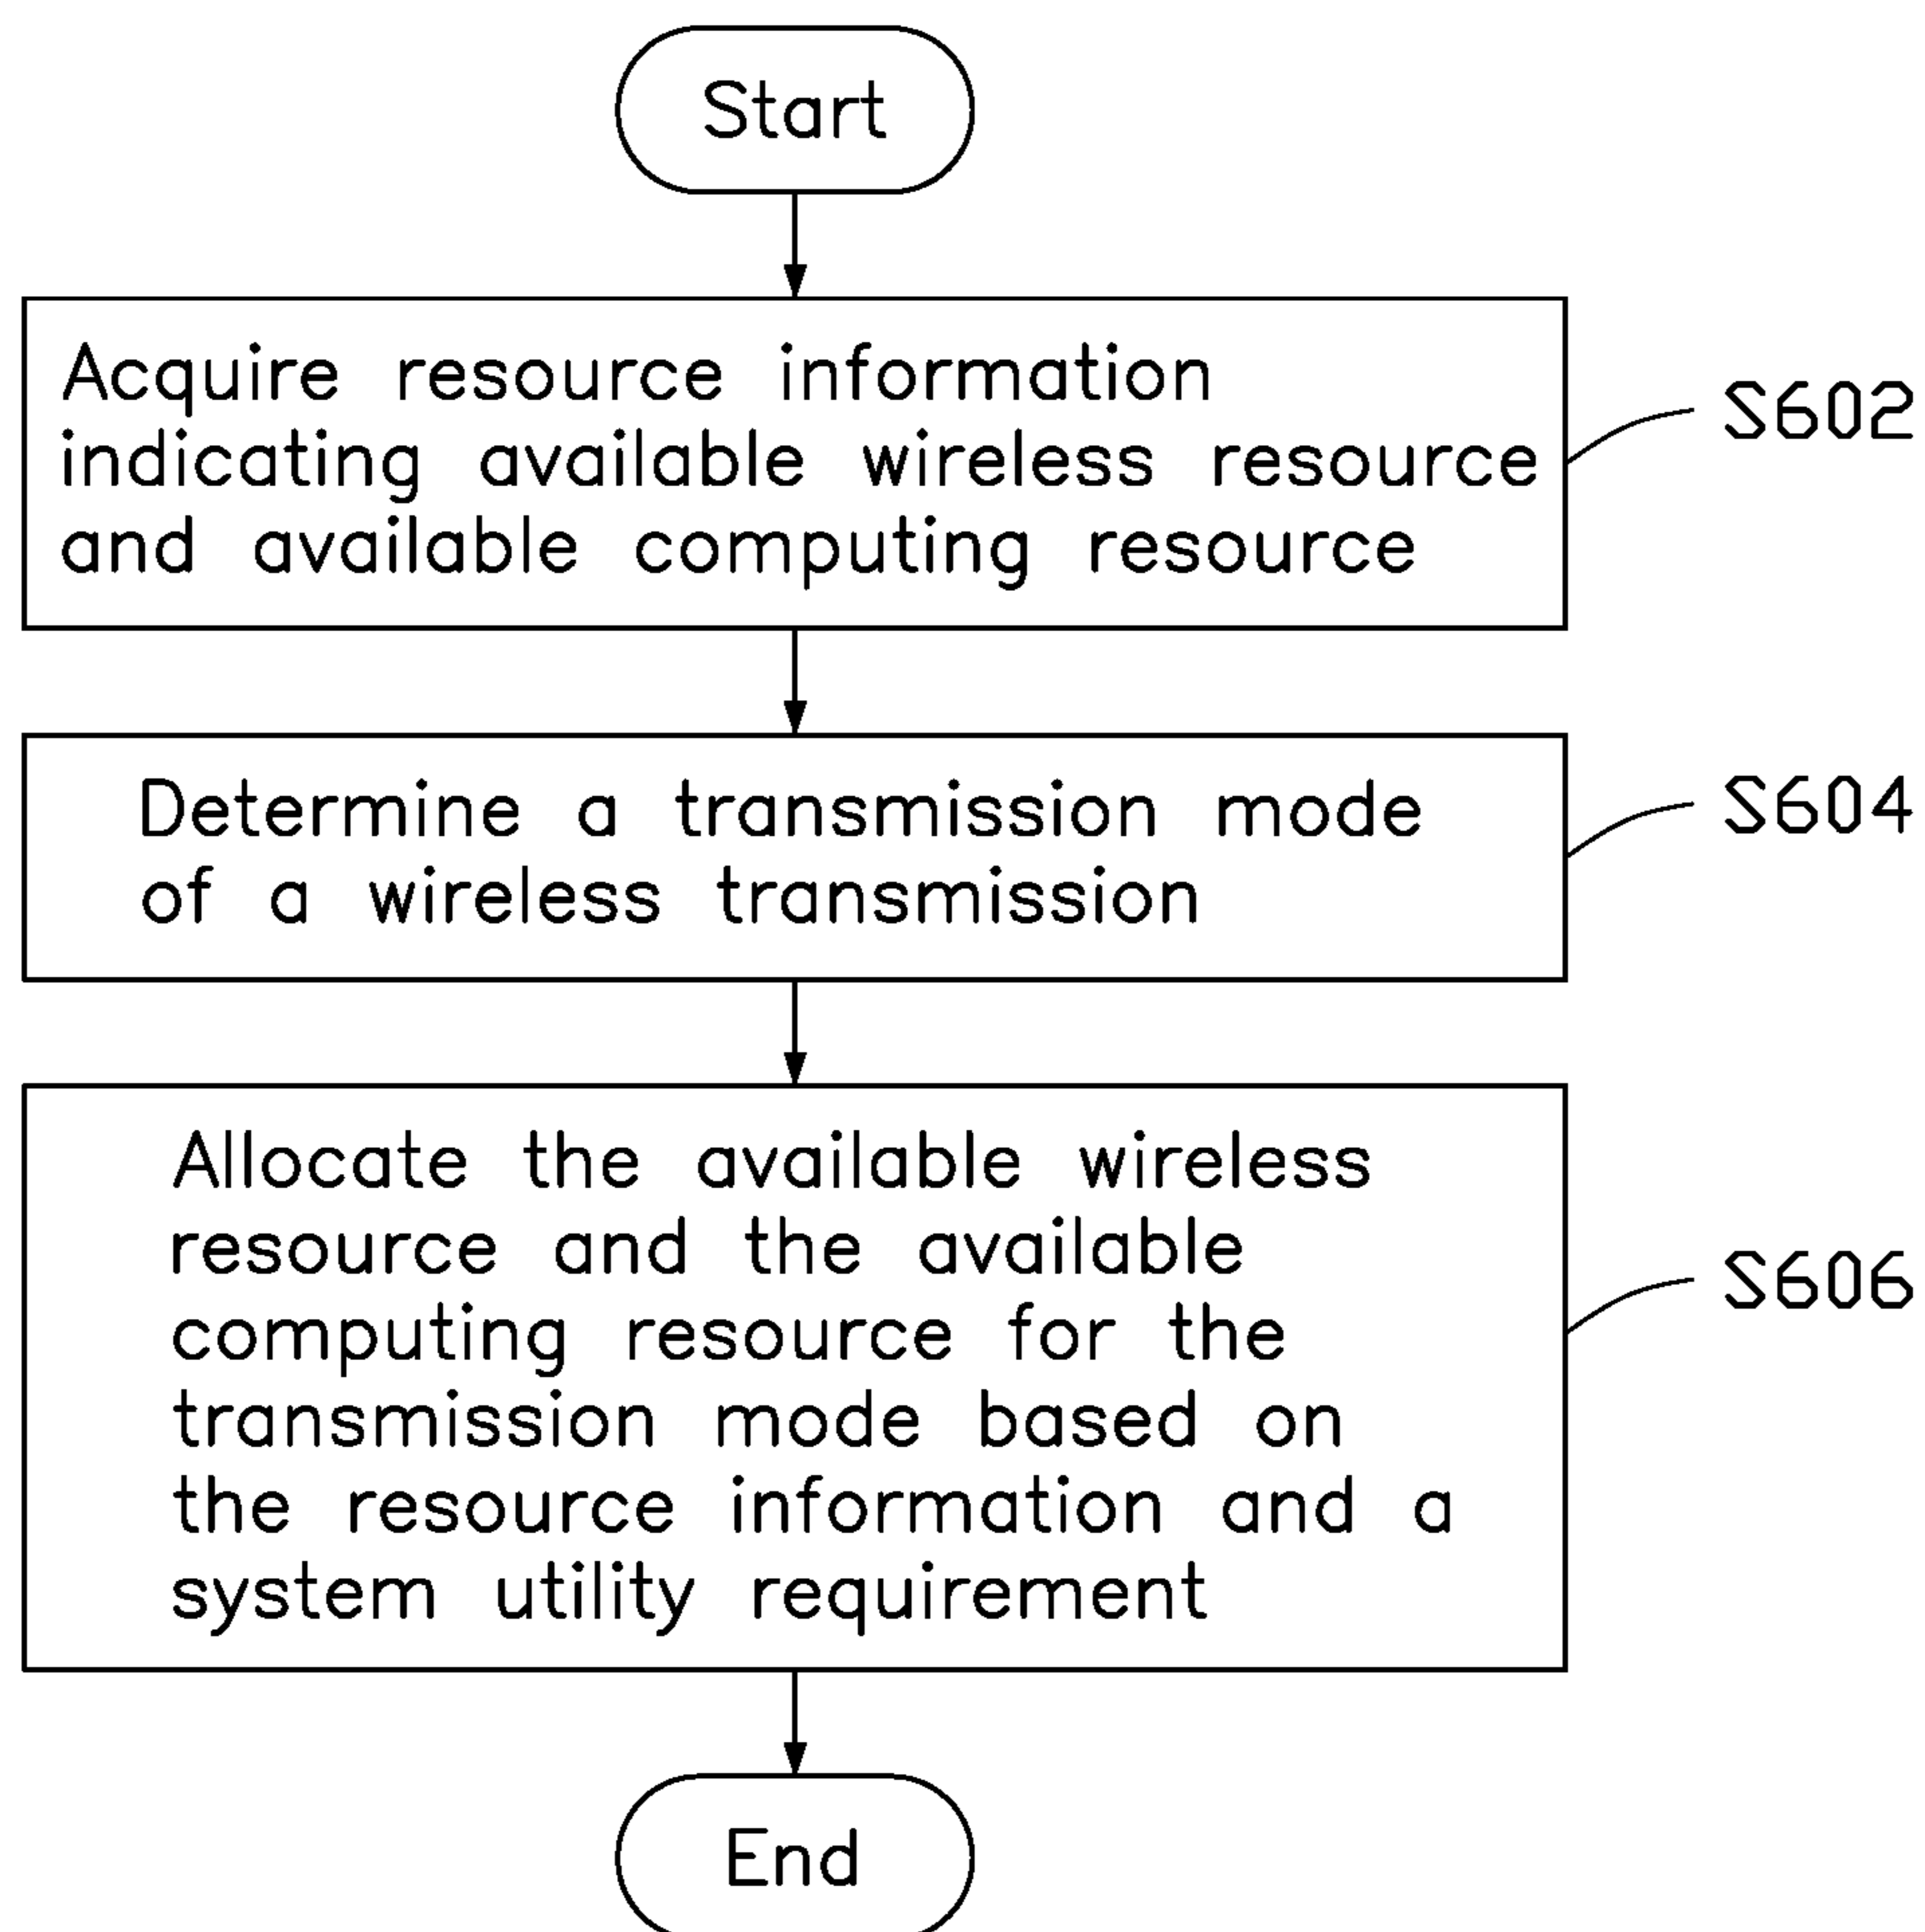 Start
Acquire resource information
indicating available wireless resource
and available computing resource
S602
Determine a transmission mode
of a wireless transmission
S604
Allocate the available wireless
resource and the available
computing resource for the
transmission mode based on
the resource information and a
system utility requirement
S606
End